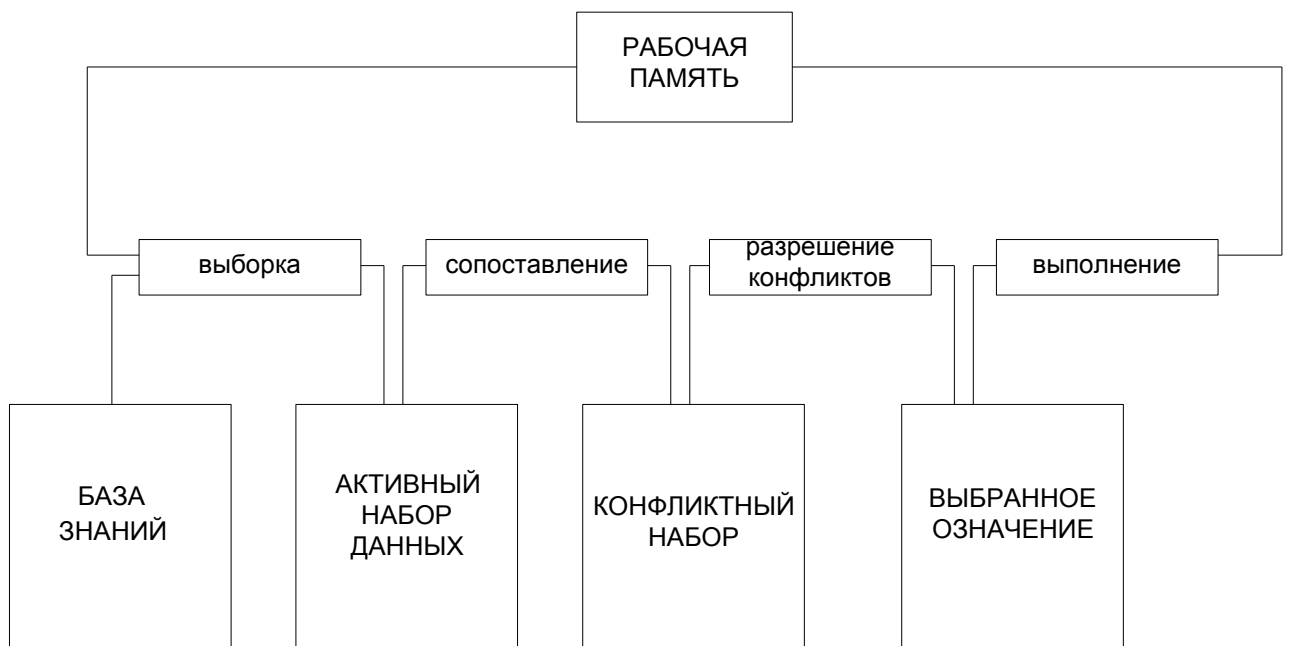 РАБОЧАЯ
ПАМЯТЬ
выборка
сопоставление
разрешение
конфликтов
выполнение
БАЗА
ЗНАНИЙ
АКТИВНЫЙ
НАБОР
ДАННЫХ
КОНФЛИКТНЫЙ
НАБОР
ВЫБРАННОЕ
ОЗНАЧЕНИЕ